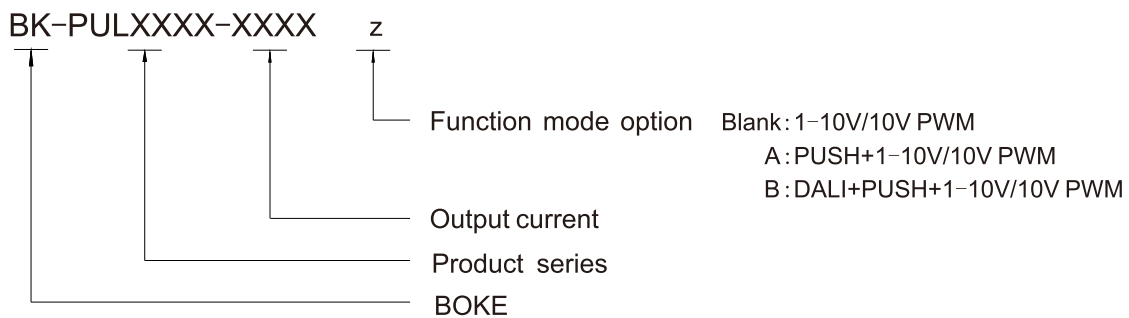 BK-PULXXXX-XXXX z
Function mode option Blank:1-10V/10V PWM
A:PUSH+1-10V/10V PWM
B:DALI+PUSH+1-10V/10V PWM
Output current
Product series
BOKE